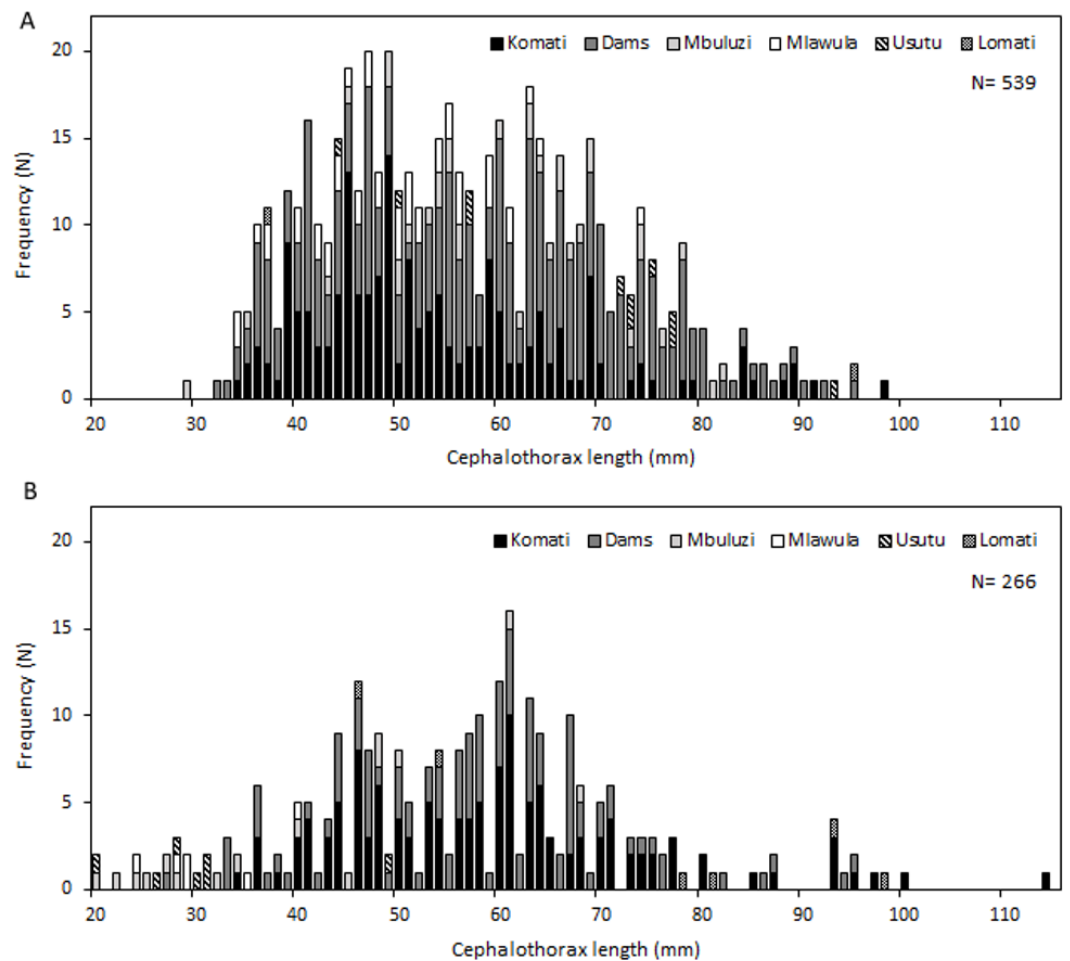 A
20
15
10
5
0
Frequency (N)
Komati Dams Mbuluzi Mlawula Usutu Lomati
N= 539
20 30 40 50 60 70 80 90 100 110
Cephalothorax length (mm)
B
20
15
10
5
0
Frequency (N)
Komati Dams Mbuluzi Mlawula Usutu Lomati
N= 266
20 30 40 50 60 70 80 90 100 110
Cephalothorax length (mm)